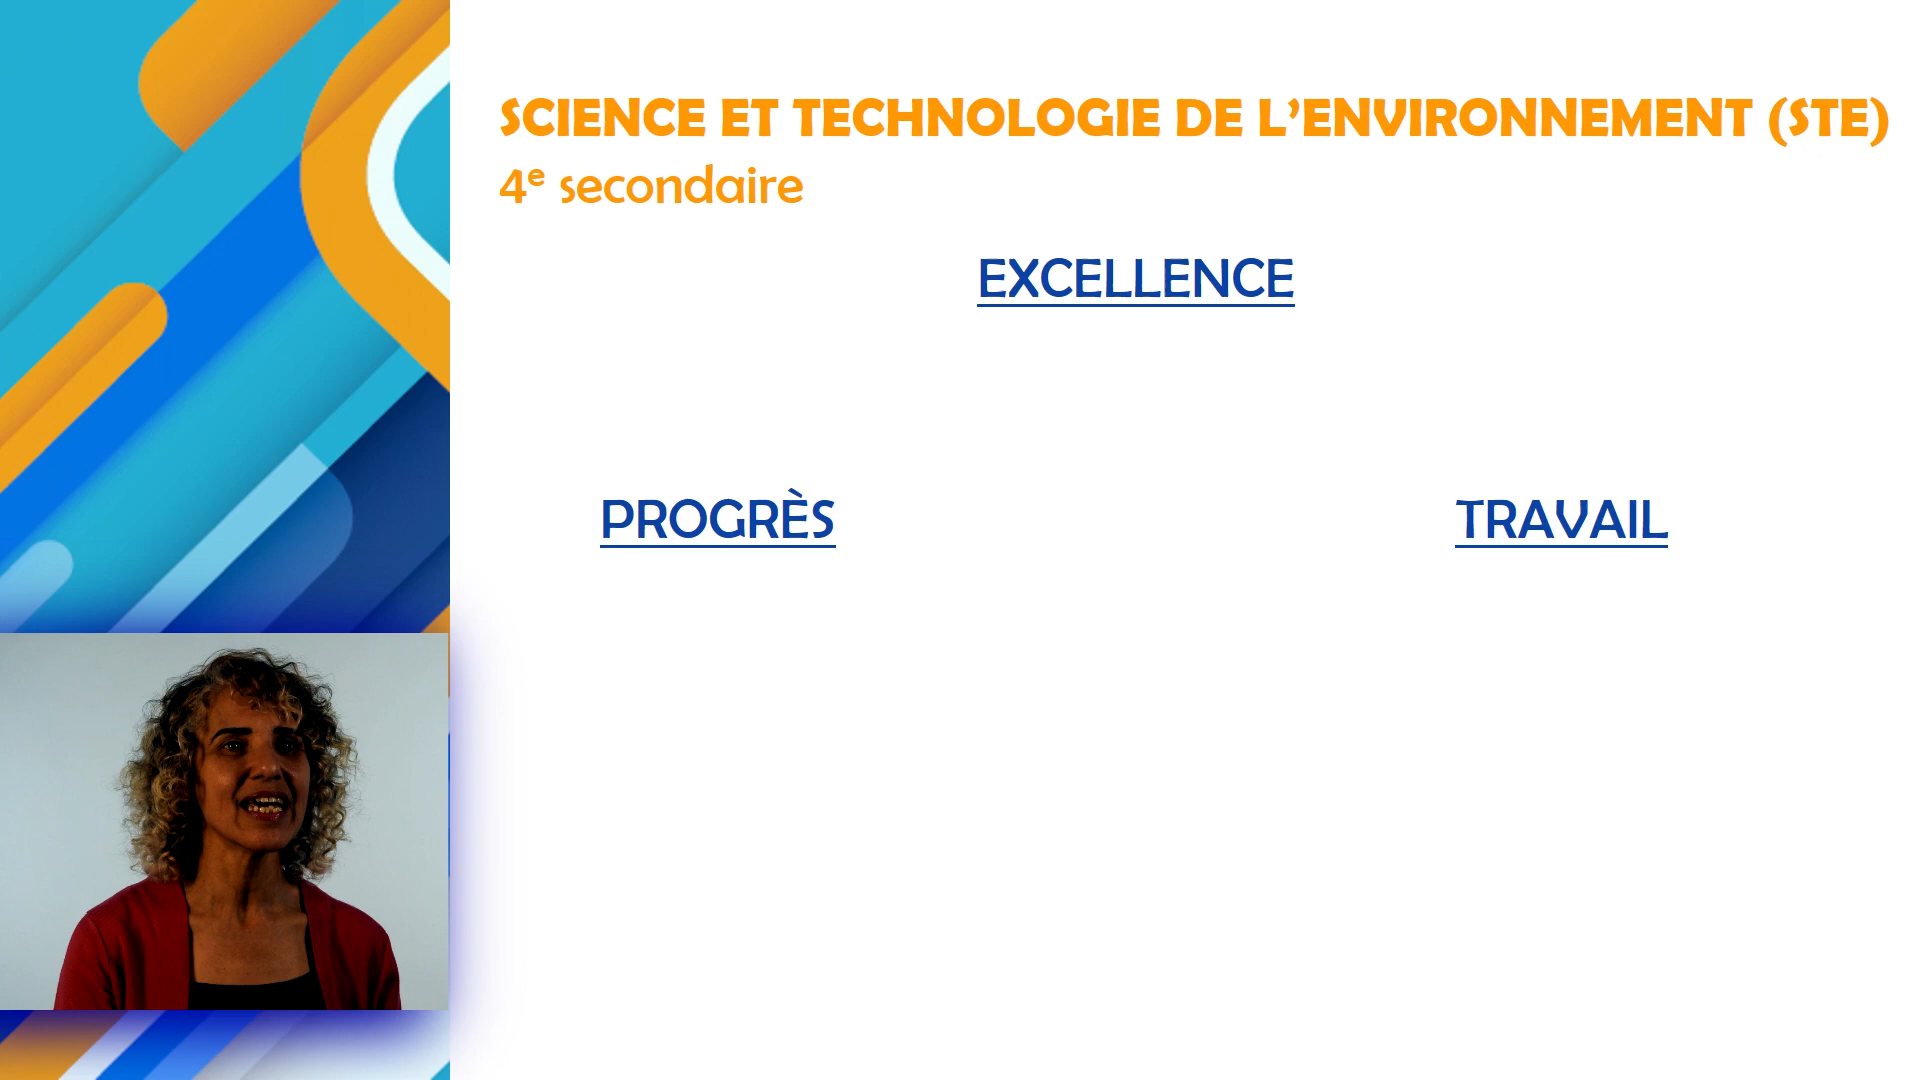 SCIENCE ET TECHNOLOGIE DE L’ENVIRONNEMENT (STE)
4e secondaire
EXCELLENCE
PROGRÈS
TRAVAIL